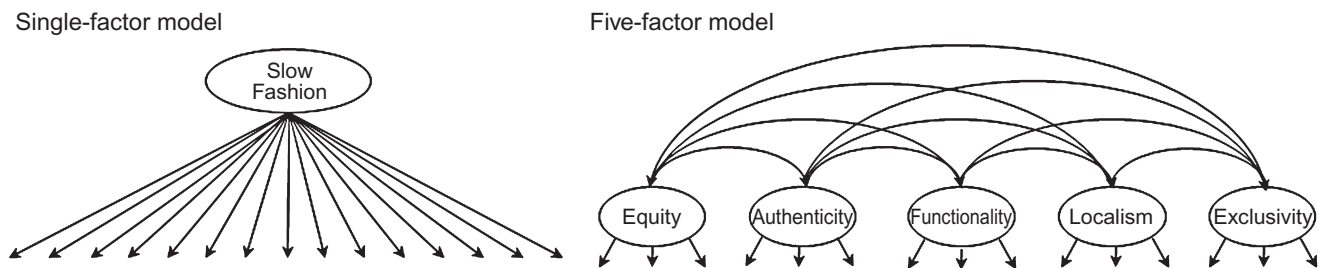 Single-factor model
Five-factor model
Slow
Fashion
Equity
Authenticity
Functionality
Localism
Exclusivity